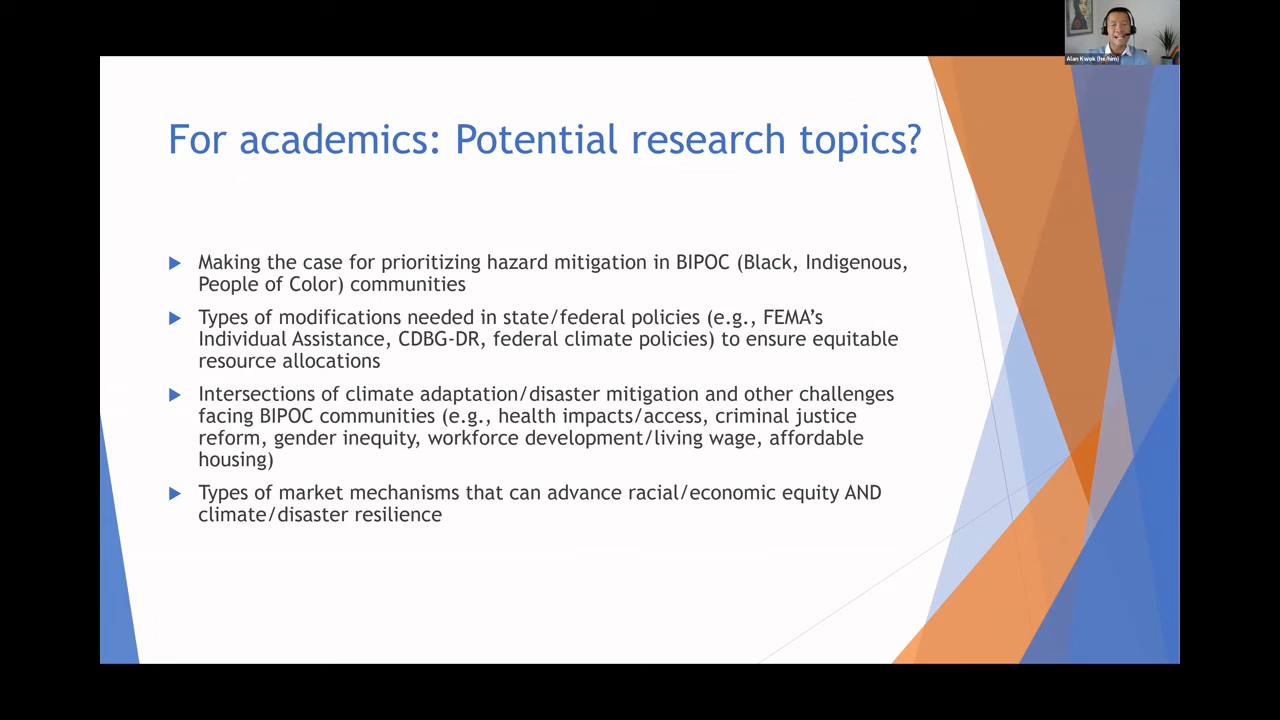 Alan Kwok (he/him)
For academics: Potential research topics?
Making the case for prioritizing hazard mitigation in BIPOC (Black, Indigenous,
People of Color) communities
Types of modifications needed in state/federal policies (e.g., FEMA’s
Individual Assistance, CDBG-DR, federal climate policies) to ensure equitable
resource allocations
Intersections of climate adaptation/disaster mitigation and other challenges
facing BIPOC communities (e.g., health impacts/access, criminal justice
reform, gender inequity, workforce development/living wage, affordable
housing)
Types of market mechanisms that can advance racial/economic equity AND
climate/disaster resilience